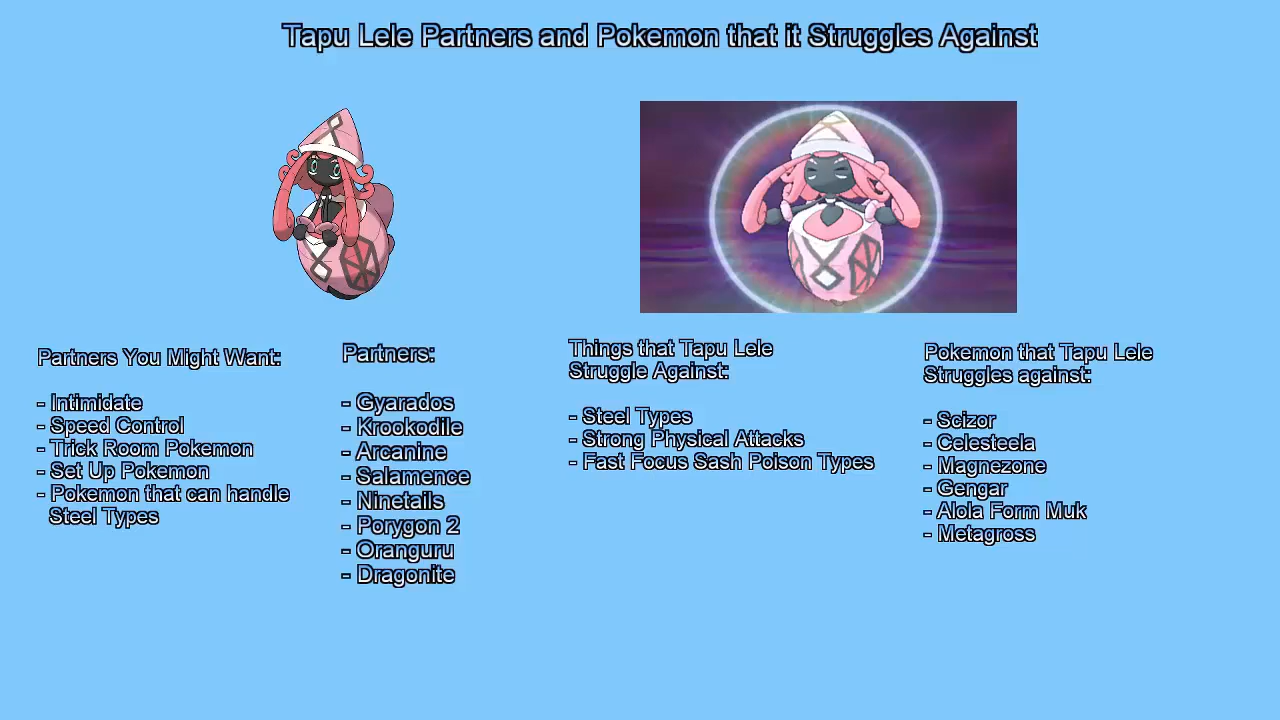 Tapu Lele Partners and Pokemon that it Struggles Against
Partners You Might Want:
- Intimidate
- Speed Control
- Trick Room Pokemon
- Set Up Pokemon
- Pokemon that can handle
Steel Types
Partners:
- Gyarados
- Krookodile
- Arcanine
- Salamence
- Ninetails
- Porygon 2
- Oranguru
- Dragonite
Things that Tapu Lele
Struggle Against:
- Steel Types
- Strong Physical Attacks
- Fast Focus Sash Poison Types
Pokemon that Tapu Lele
Struggles against:
- Scizor
- Celesteela
- Magnezone
- Gengar
- Alola Form Muk
- Metagross